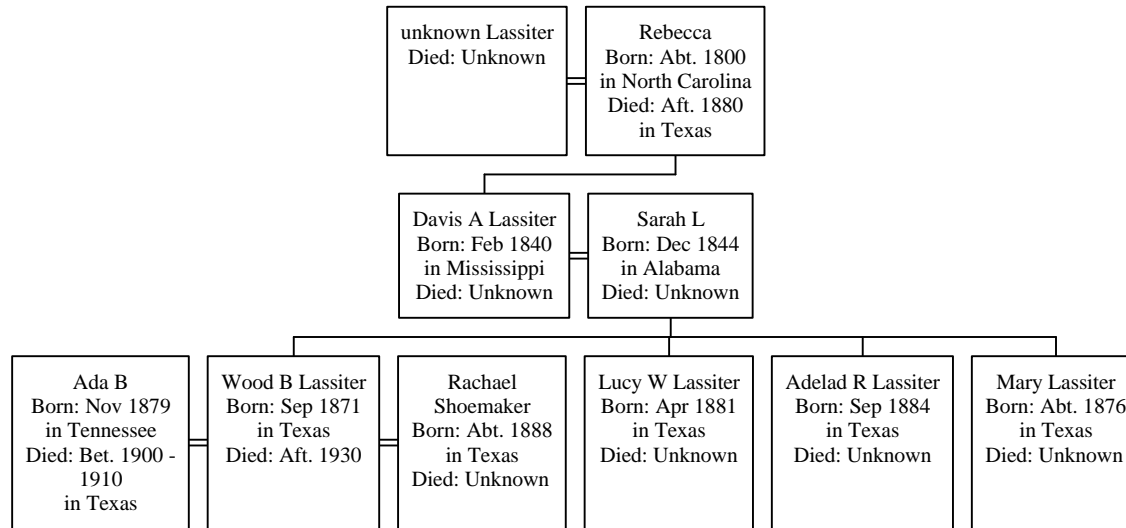 unknown Lassiter
Died: Unknown
Rebecca
Born: Abt. 1800
in North Carolina
Died: Aft. 1880
in Texas
Davis A Lassiter
Born: Feb 1840
in Mississippi
Died: Unknown
Sarah L
Born: Dec 1844
in Alabama
Died: Unknown
Ada B
Born: Nov 1879
in Tennessee
Died: Bet. 1900 -
1910
in Texas
Wood B Lassiter
Born: Sep 1871
in Texas
Died: Aft. 1930
Rachael
Shoemaker
Born: Abt. 1888
in Texas
Died: Unknown
Lucy W Lassiter
Born: Apr 1881
in Texas
Died: Unknown
Adelad R Lassiter
Born: Sep 1884
in Texas
Died: Unknown
Mary Lassiter
Born: Abt. 1876
in Texas
Died: Unknown